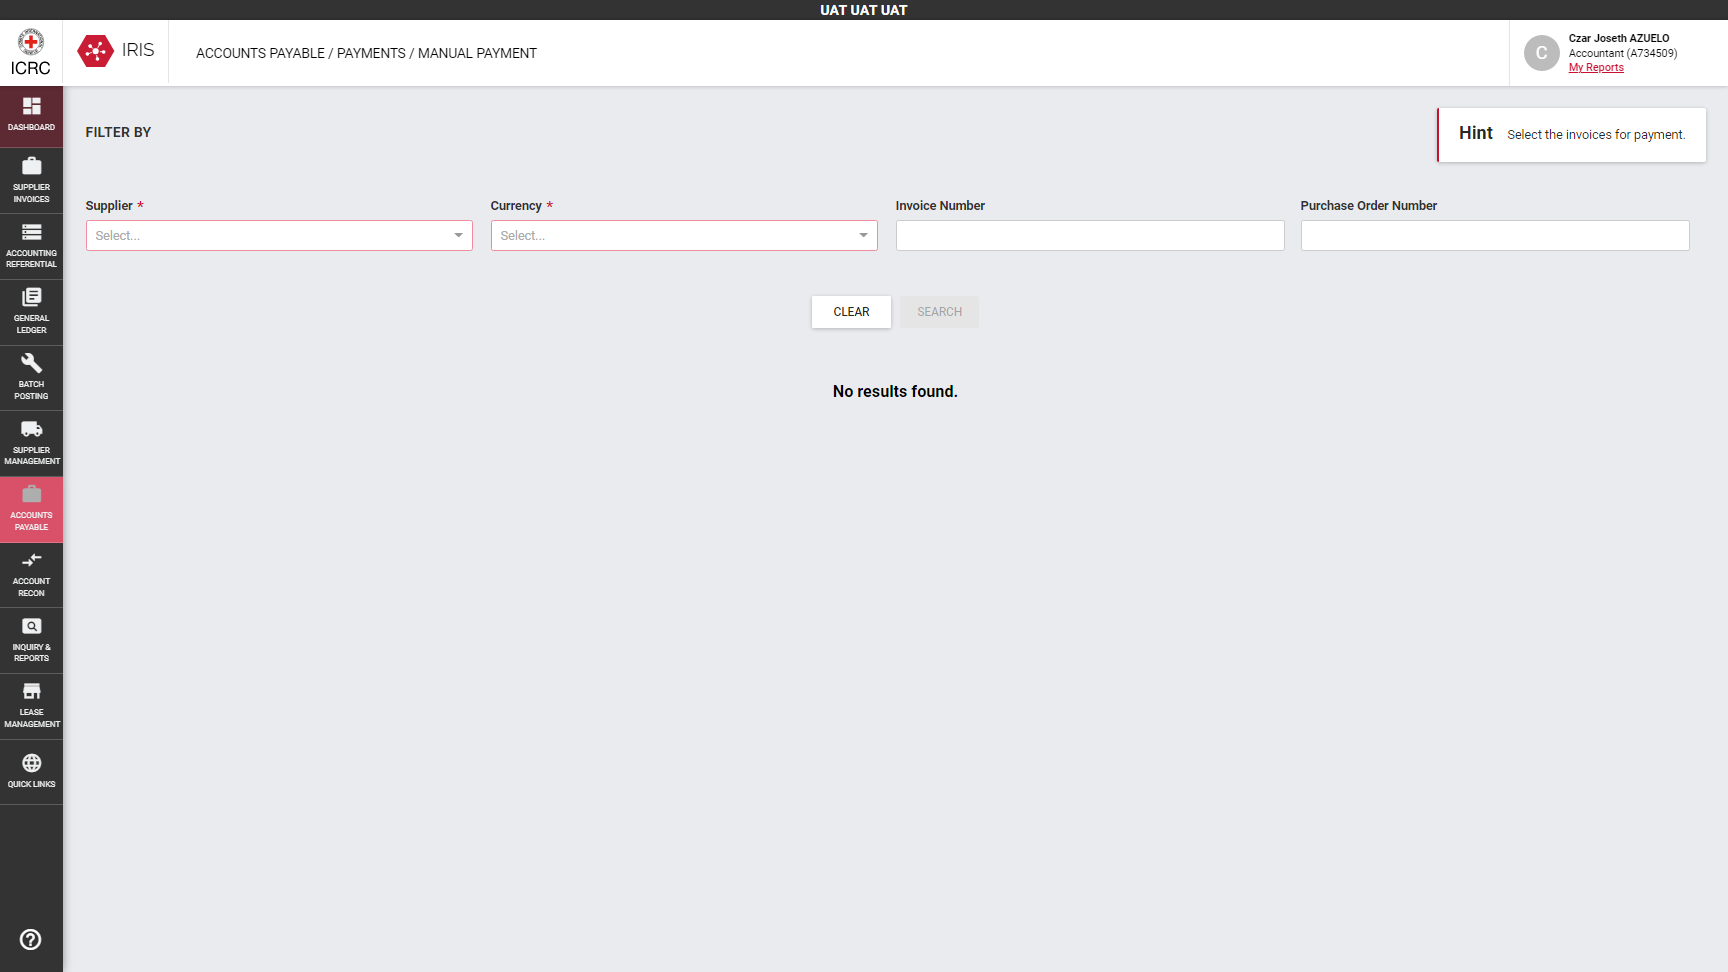 UAT UAT UAT
ICRC
IRIS
ACCOUNTS PAYABLE / PAYMENTS / MANUAL PAYMENT
C
Czar Joseth AZUELO
Accountant (A734509)
My Reports
DASHBOARD
SUPPLIER
INVOICES
ACCOUNTING
REFERENTIAL
GENERAL
LEDGER
BATCH
POSTING
SUPPLIER
MANAGEMENT
ACCOUNTS
PAYABLE
ACCOUNT
RECON
INQUIRY &
REPORTS
LEASE
MANAGEMENT
QUICK LINKS
FILTER BY
Hint Select the invoices for payment.
Supplier * Currency * Invoice Number Purchase Order Number
Select... Select...
CLEAR SEARCH
No results found.